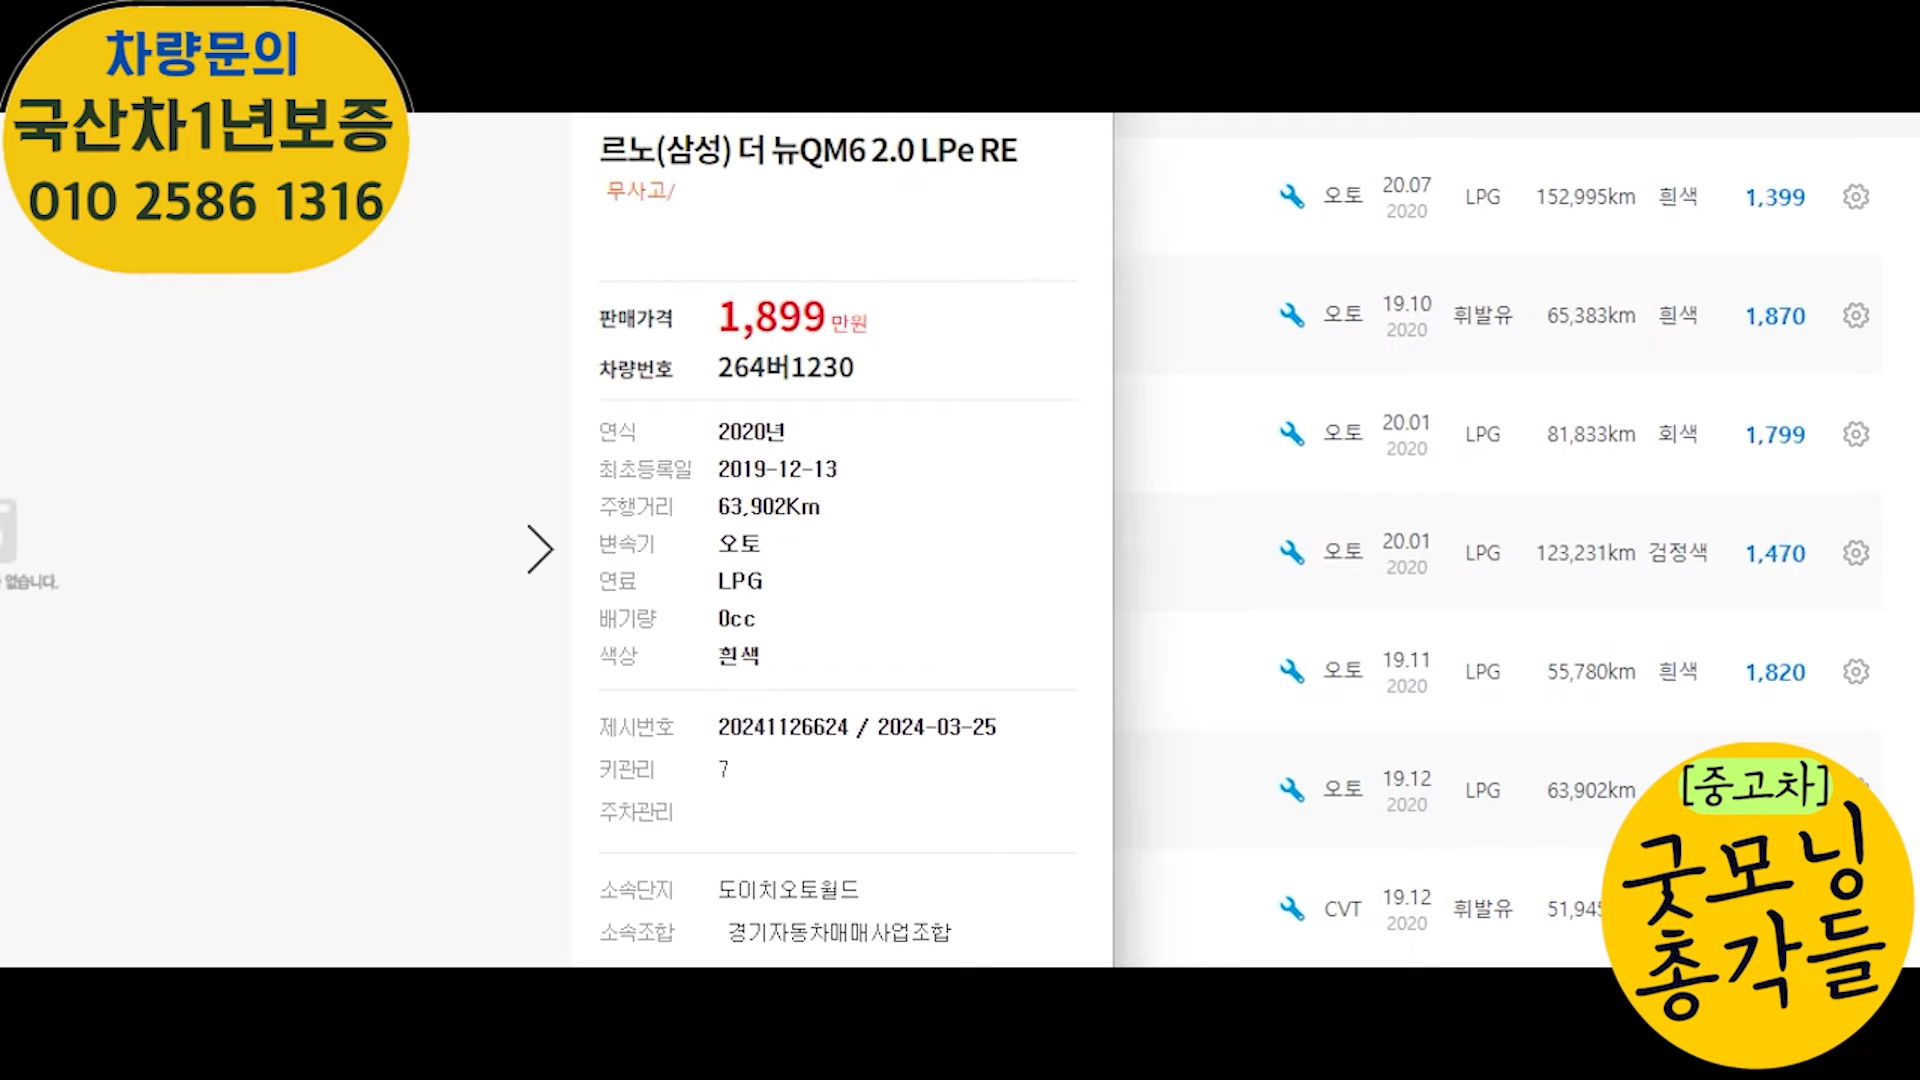 차량문의
국산차1년보증
010 2586 1316
없습니다.
르노(삼성) 더 뉴QM6 2.0 LPe RE
무사고/
판매가격 1,899만원
차량번호 264버1230
연식 2020년
최초등록일 2019-12-13
주행거리 63,902Km
변속기 오토
연료 LPG
배기량 0cc
색상 흰색
제시번호 20241126624 / 2024-03-25
키관리 7
주차관리
소속단지 도이치오토월드
소속조합 경기자동차매매사업조합
오토 20.07 2020 LPG 152,995km 흰색 1,399
오토 19.10 2020 휘발유 65,383km 흰색 1,870
오토 20.01 2020 LPG 81,833km 회색 1,799
오토 20.01 2020 LPG 123,231km 검정색 1,470
오토 19.11 2020 LPG 55,780km 흰색 1,820
오토 19.12 2020 LPG 63,902km
CVT 19.12 2020 휘발유 51,945
[중고차]
굿모닝
총각들